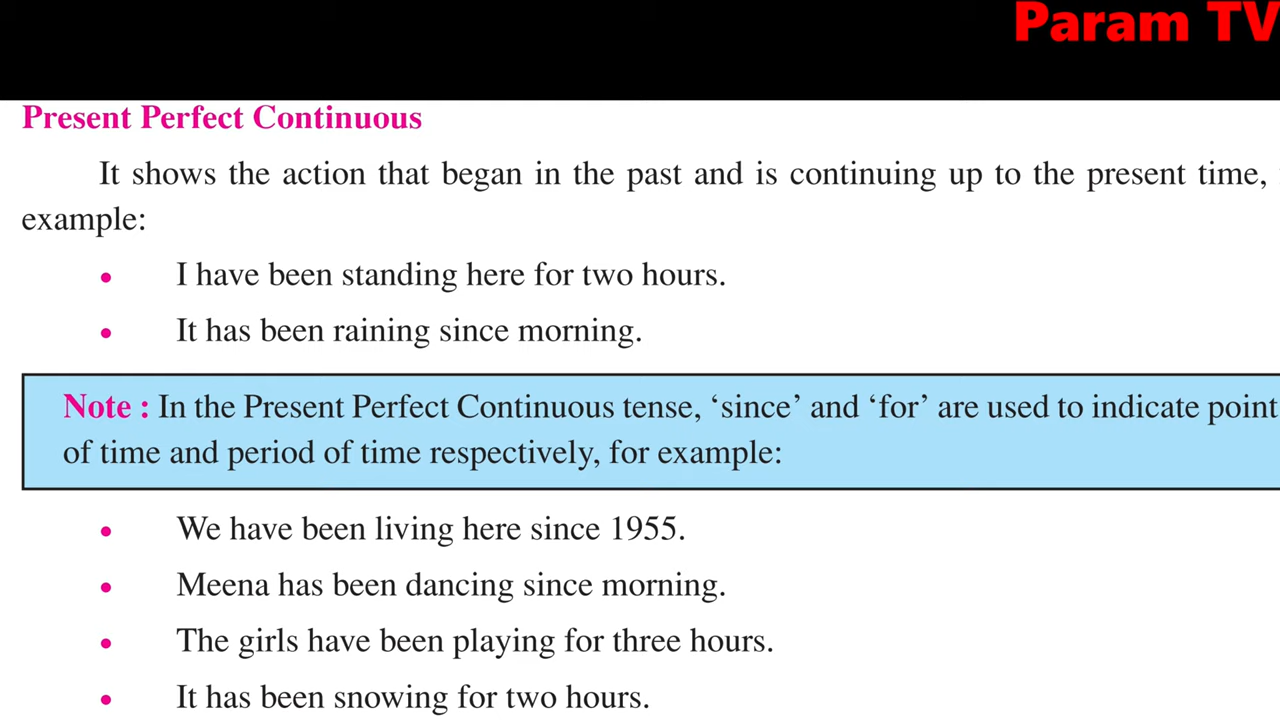 Param TV
Present Perfect Continuous
It shows the action that began in the past and is continuing up to the present time,
example:
• I have been standing here for two hours.
• It has been raining since morning.
Note : In the Present Perfect Continuous tense, ‘since’ and ‘for’ are used to indicate point
of time and period of time respectively, for example:
• We have been living here since 1955.
• Meena has been dancing since morning.
• The girls have been playing for three hours.
• It has been snowing for two hours.